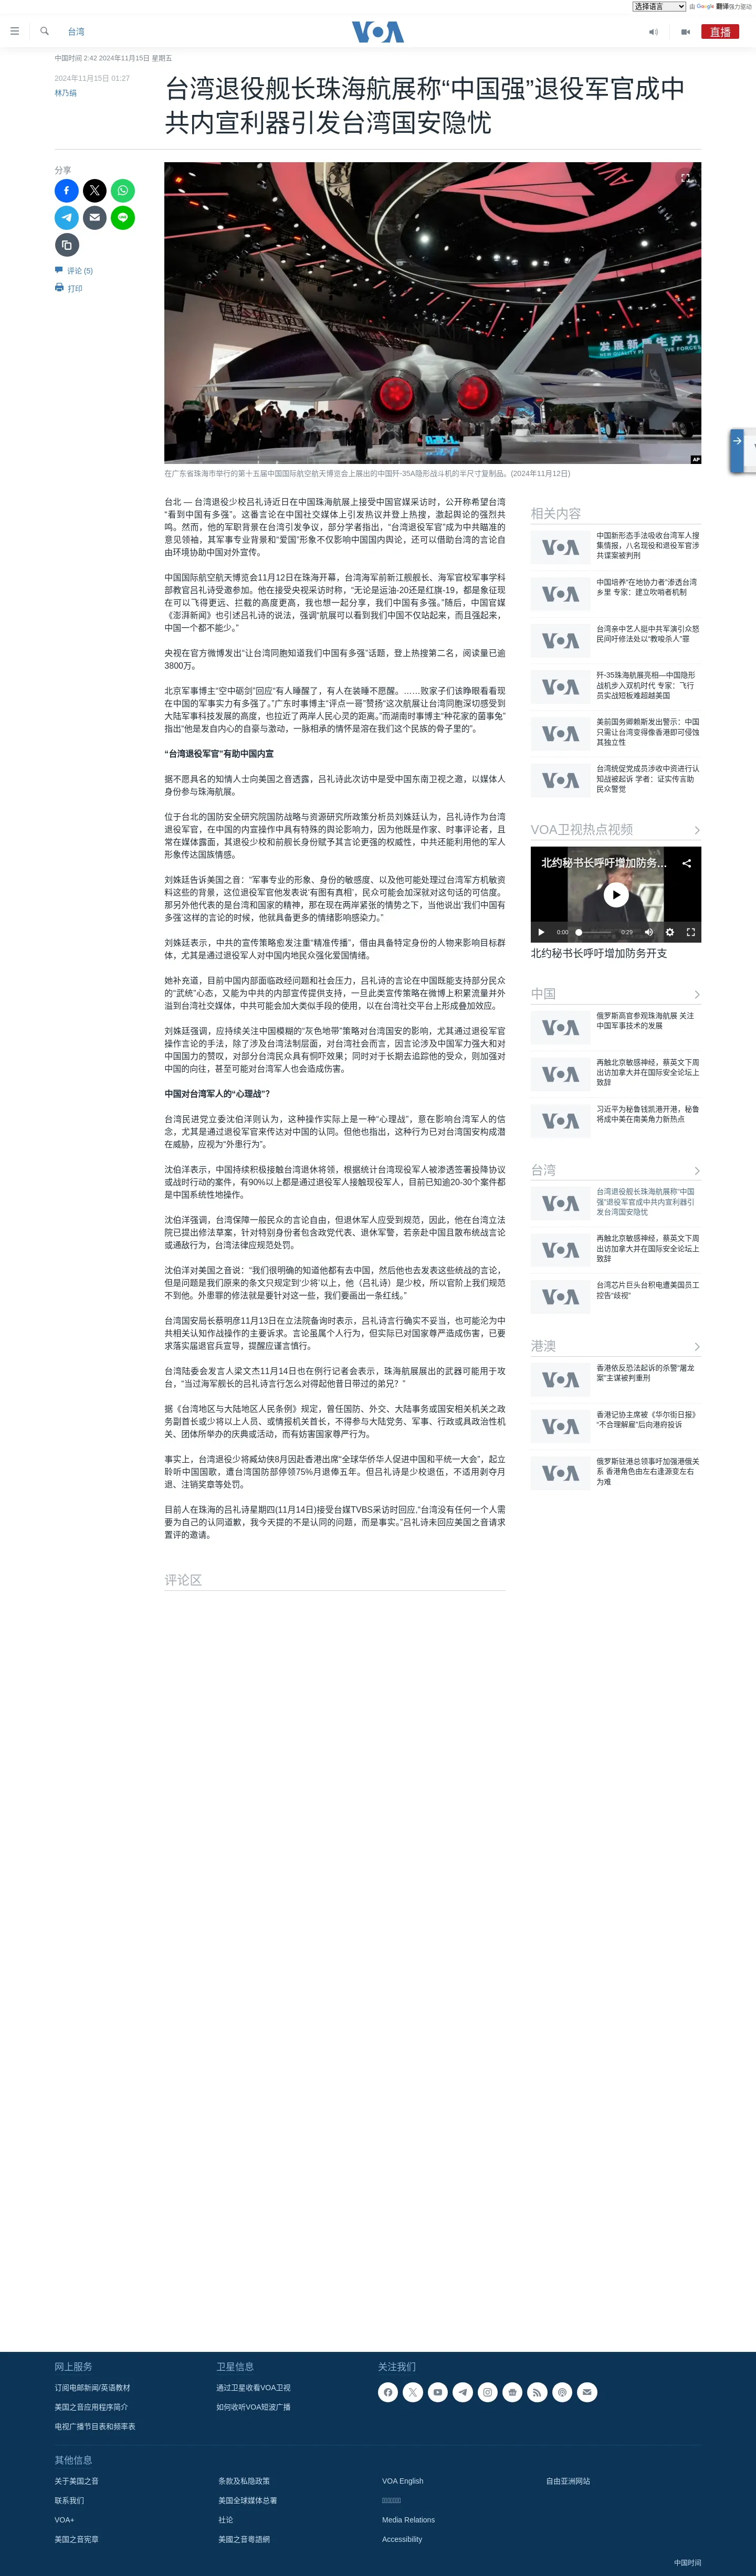 选择语言
由 Google 翻译强力驱动
台湾
VOA
直播
中国时间 2:42 2024年11月15日 星期五
2024年11月15日 01:27
林乃绢
台湾退役舰长珠海航展称“中国强”退役军官成中
共内宣利器引发台湾国安隐忧
分享
评论 (5)
打印
发展新质生产力
NEW QUALITY PRODUCTIVE FORCES
AP
在广东省珠海市举行的第十五届中国国际航空航天博览会上展出的中国歼-35A隐形战斗机的半尺寸复制品。(2024年11月12日)
台北 — 台湾退役少校吕礼诗近日在中国珠海航展上接受中国官媒采访时，公开称希望台湾
“看到中国有多强”。这番言论在中国社交媒体上引发热议并登上热搜，激起舆论的强烈共
鸣。然而，他的军职背景在台湾引发争议，部分学者指出，“台湾退役军官”成为中共瞄准的
意见领袖，其军事专业背景和“爱国”形象不仅影响中国国内舆论，还可以借助台湾的言论自
由环境协助中国对外宣传。
中国国际航空航天博览会11月12日在珠海开幕，台湾海军前新江舰舰长、海军官校军事学科
部教官吕礼诗受邀参加。他在接受央视采访时称，“无论是运油-20还是红旗-19，都是象征现
在可以飞得更远、拦截的高度更高，我也想一起分享，我们中国有多强。”随后，中国官媒
《澎湃新闻》也引述吕礼诗的说法，强调“航展可以看到我们中国不仅站起来，而且强起来，
中国一个都不能少。“
央视在官方微博发出“让台湾同胞知道我们中国有多强”话题，登上热搜第二名，阅读量已逾
3800万。
北京军事博主“空中砺剑”回应“有人睡醒了，有人在装睡不愿醒。……败家子们该睁眼看看现
在中国的军事实力有多强了。”广东时事博主“评点一哥”赞扬“这次航展让台湾同胞深切感受到
大陆军事科技发展的高度，也拉近了两岸人民心灵的距离。”而湖南时事博主“种花家的菌事兔”
指出“他是发自内心的自豪与激动，一脉相承的情怀是溶在我们这个民族的骨子里的”。
“台湾退役军官”有助中国内宣
据不愿具名的知情人士向美国之音透露，吕礼诗此次访中是受中国东南卫视之邀，以媒体人
身份参与珠海航展。
位于台北的国防安全研究院国防战略与资源研究所政策分析员刘姝廷认为，吕礼诗作为台湾
退役军官，在中国的内宣操作中具有特殊的舆论影响力，因为他既是作家、时事评论者，且
常在媒体露面，其退役少校和前舰长身份赋予其言论更强的权威性，中共还能利用他的军人
形象传达国族情感。
刘姝廷告诉美国之音：“军事专业的形象、身份的敏感度、以及他可能处理过台湾军方机敏资
料这些的背景，这位退役军官他发表说‘有图有真相’，民众可能会加深就对这句话的可信度。
那另外他代表的是台湾和国家的精神，那在现在两岸紧张的情势之下，当他说出‘我们中国有
多强’这样的言论的时候，他就具备更多的情绪影响感染力。”
刘姝廷表示，中共的宣传策略愈发注重“精准传播”，借由具备特定身份的人物来影响目标群
体，尤其是通过退役军人对中国内地民众强化爱国情绪。
她补充道，目前中国内部面临政经问题和社会压力，吕礼诗的言论在中国既能支持部分民众
的“武统”心态，又能为中共的内部宣传提供支持，一旦此类宣传策略在微博上积累流量并外
溢到台湾社交媒体，中共可能会加大类似手段的使用，以在台湾社交平台上形成叠加效应。
刘姝廷强调，应持续关注中国模糊的“灰色地带”策略对台湾国安的影响，尤其通过退役军官
操作言论的手法，除了涉及台湾法制层面，对台湾社会而言，因言论涉及中国军力强大和对
中国国力的赞叹，对部分台湾民众具有恫吓效果；同时对于长期去追踪他的受众，则加强对
中国的向往，甚至可能对台湾军人也会造成伤害。
中国对台湾军人的“心理战”？
台湾民进党立委沈伯洋则认为，这种操作实际上是一种“心理战”，意在影响台湾军人的信
念，尤其是通过退役军官来传达对中国的认同。但他也指出，这种行为已对台湾国安构成潜
在威胁，应视为“外患行为”。
沈伯洋表示，中国持续积极接触台湾退休将领，根据统计台湾现役军人被渗透签署投降协议
或战时行动的案件，有90%以上都是通过退役军人接触现役军人，目前已知逾20-30个案件都
是中国系统性地操作。
沈伯洋强调，台湾保障一般民众的言论自由，但退休军人应受到规范，因此，他在台湾立法
院已提出修法草案，针对特别身份者包含政党代表、退休军警，若亲赴中国且散布统战言论
或通敌行为，台湾法律应规范处罚。
沈伯洋对美国之音说：“我们很明确的知道他都有去中国，然后他也去发表这些统战的言论，
但是问题是我们原来的条文只规定到‘少将’以上，他（吕礼诗）是少校，所以官阶上我们规范
不到他。外患罪的修法就是要针对这一些，我们要画出一条红线。”
台湾国安局长蔡明彦11月13日在立法院备询时表示，吕礼诗言行确实不妥当，也可能沦为中
共相关认知作战操作的主要诉求。言论虽属个人行为，但实际已对国家尊严造成伤害，已要
求落实届退官兵宣导，提醒应谨言慎行。
台湾陆委会发言人梁文杰11月14日也在例行记者会表示，珠海航展展出的武器可能用于攻
台，“当过海军舰长的吕礼诗言行怎么对得起他昔日带过的弟兄？”
据《台湾地区与大陆地区人民条例》规定，曾任国防、外交、大陆事务或国安相关机关之政
务副首长或少将以上人员、或情报机关首长，不得参与大陆党务、军事、行政或具政治性机
关、团体所举办的庆典或活动，而有妨害国家尊严行为。
事实上，台湾退役少将臧幼侠8月因赴香港出席“全球华侨华人促进中国和平统一大会”，起立
聆听中国国歌，遭台湾国防部停领75%月退俸五年。但吕礼诗是少校退伍，不适用剥夺月
退、注销奖章等处罚。
目前人在珠海的吕礼诗星期四(11月14日)接受台媒TVBS采访时回应,“台湾没有任何一个人需
要为自己的认同道歉，我今天提的不是认同的问题，而是事实。”吕礼诗未回应美国之音请求
置评的邀请。
评论区
相关内容
中国新形态手法吸收台湾军人搜
集情报，八名现役和退役军官涉
共谍案被判刑
中国培养“在地协力者”渗透台湾
乡里 专家：建立吹哨者机制
台湾亲中艺人挺中共军演引众怒
民间吁修法处以“教唆杀人”罪
歼-35珠海航展亮相—中国隐形
战机步入双机时代 专家：飞行
员实战短板难超越美国
美前国务卿赖斯发出警示：中国
只需让台湾变得像香港即可侵蚀
其独立性
台湾统促党成员涉收中资进行认
知战被起诉 学者：证实传言助
民众警觉
VOA卫视热点视频
北约秘书长呼吁增加防务…
0:00
0:29
北约秘书长呼吁增加防务开支
中国
俄罗斯高官参观珠海航展 关注
中国军事技术的发展
再触北京敏感神经，蔡英文下周
出访加拿大并在国际安全论坛上
致辞
习近平为秘鲁钱凯港开港，秘鲁
将成中美在南美角力新热点
台湾
台湾退役舰长珠海航展称“中国
强”退役军官成中共内宣利器引
发台湾国安隐忧
再触北京敏感神经，蔡英文下周
出访加拿大并在国际安全论坛上
致辞
台湾芯片巨头台积电遭美国员工
控告“歧视”
港澳
香港依反恐法起诉的杀警“屠龙
案”主谋被判重刑
香港记协主席被《华尔街日报》
“不合理解雇”后向港府投诉
俄罗斯驻港总领事吁加强港俄关
系 香港角色由左右逢源变左右
为难
网上服务
订阅电邮新闻/英语教材
美国之音应用程序简介
电视广播节目表和频率表
卫星信息
通过卫星收看VOA卫视
如何收听VOA短波广播
关注我们
其他信息
关于美国之音
联系我们
VOA+
美国之音宪章
条款及私隐政策
美国全球媒体总署
社论
美國之音粵語網
VOA English
Media Relations
Accessibility
自由亚洲网站
中国时间